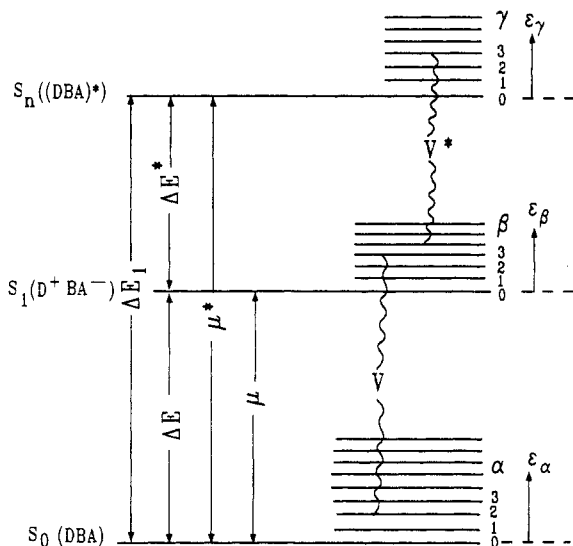 γ
ε_γ
3
2
1
0
S_n((DBA)*)
V*
ΔE*
β
ε_β
3
2
1
0
S_1(D⁺BA⁻)
ΔE_1
μ*
V
ΔE
μ
α
ε_α
3
2
1
0
S_0(DBA)